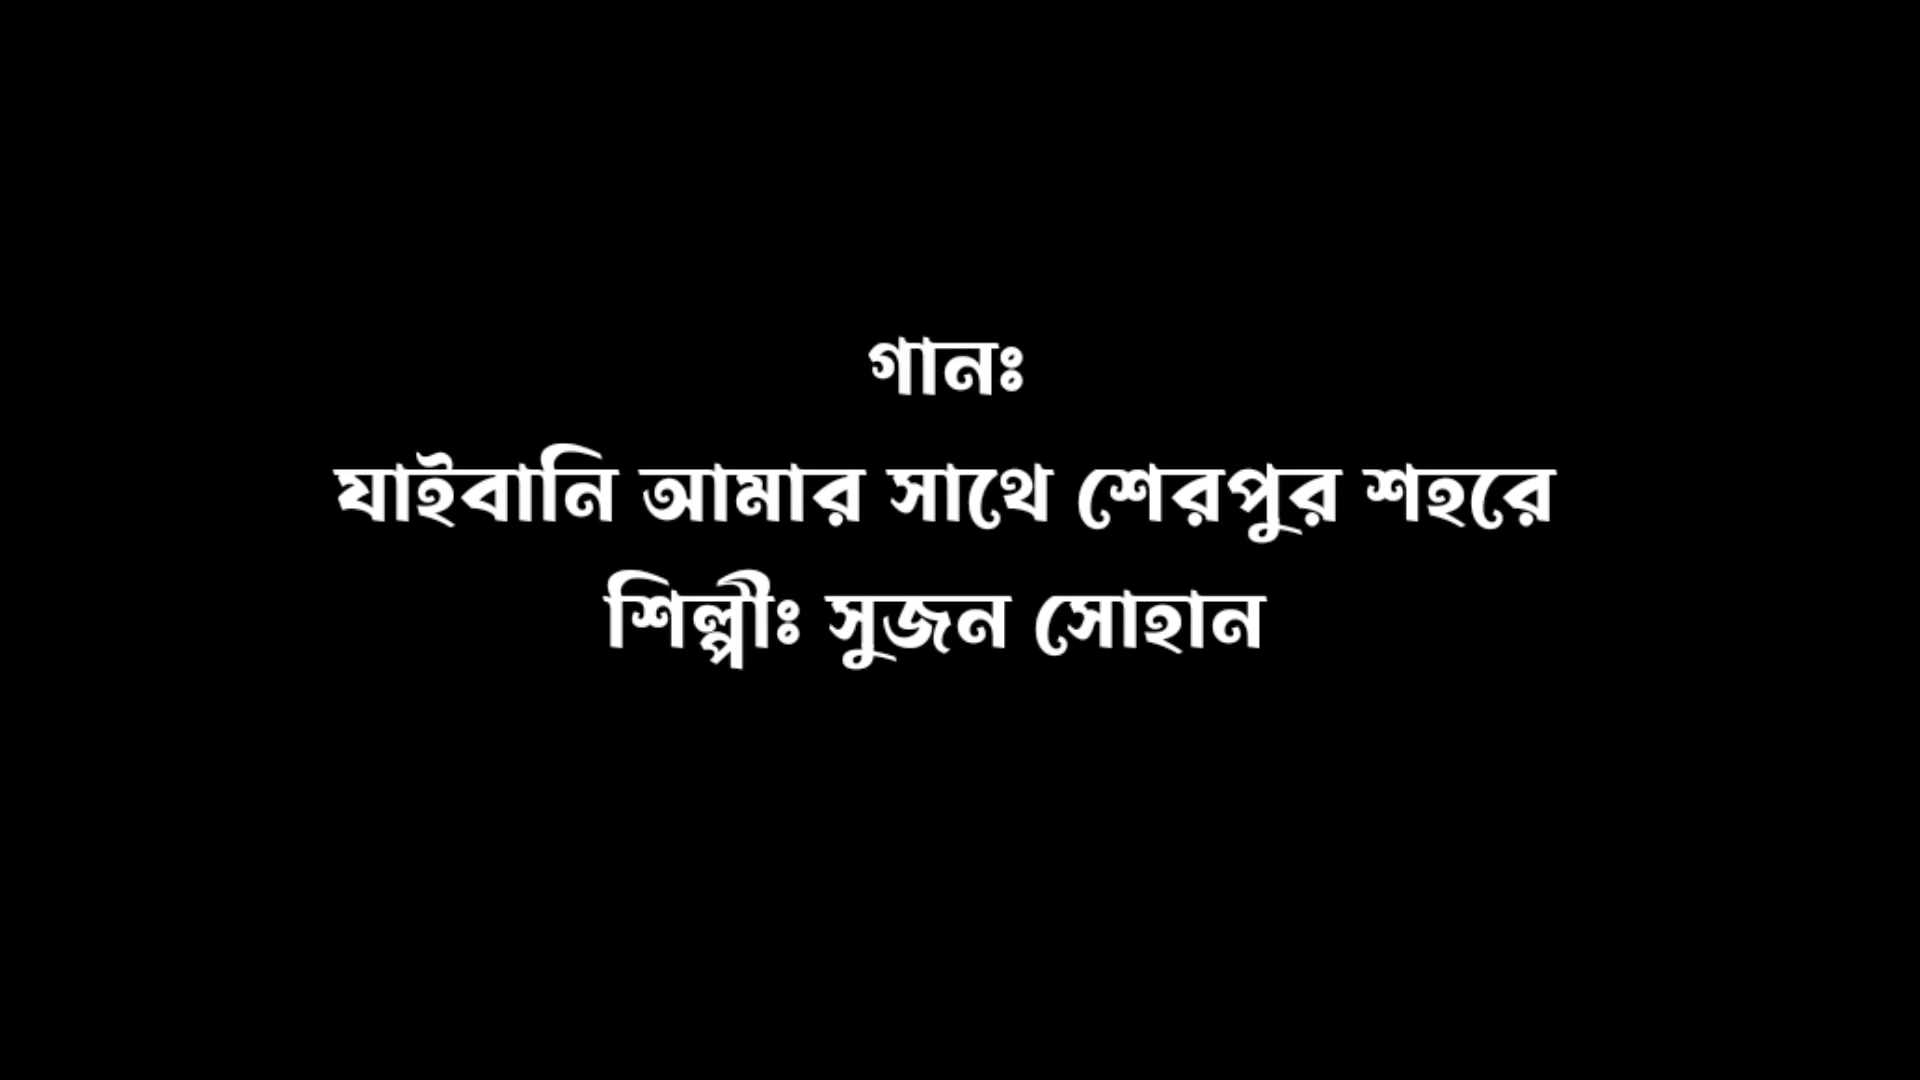 গানঃ
যাইবানি আমার সাথে শেরপুর শহরে
শিল্পীঃ সুজন সোহান